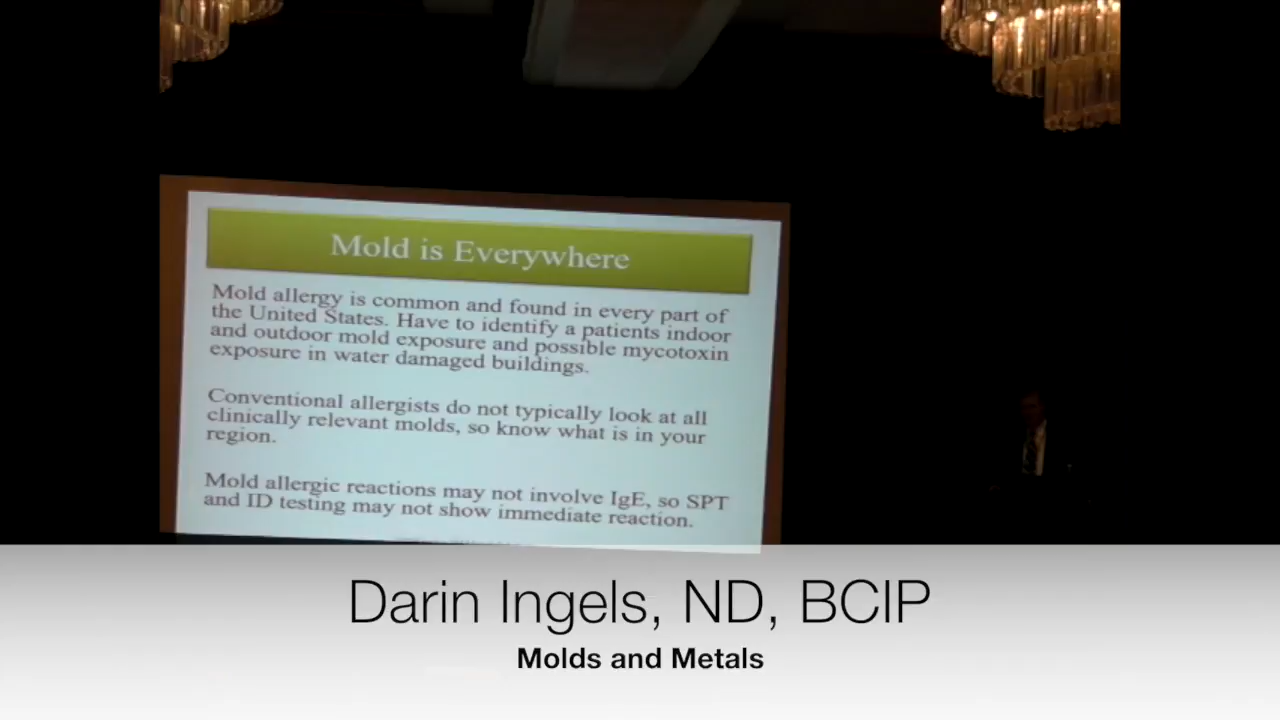 Mold is Everywhere
Mold allergy is common and found in every part of
the United States. Have to identify a patients indoor
and outdoor mold exposure and possible mycotoxin
exposure in water damaged buildings.
Conventional allergists do not typically look at all
clinically relevant molds, so know what is in your
region.
Mold allergic reactions may not involve IgE, so SPT
and ID testing may not show immediate reaction.
Darin Ingels, ND, BCIP
Molds and Metals